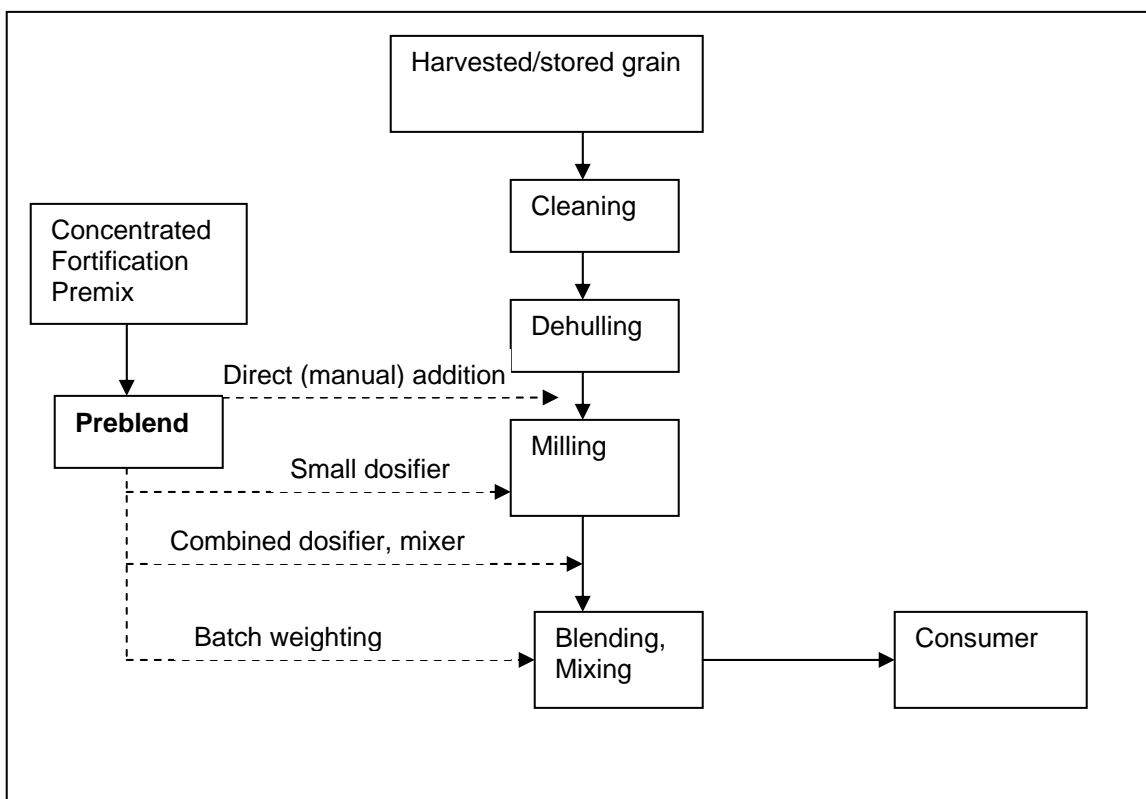 Harvested/stored grain
Cleaning
Concentrated
Fortification
Premix
Dehulling
Direct (manual) addition
Preblend
Milling
Small dosifier
Combined dosifier, mixer
Batch weighting
Blending,
Mixing
Consumer